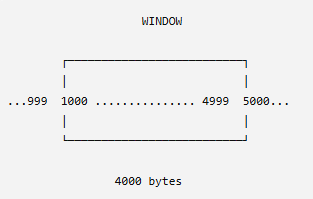 WINDOW
...999 1000 ............... 4999 5000...
4000 bytes